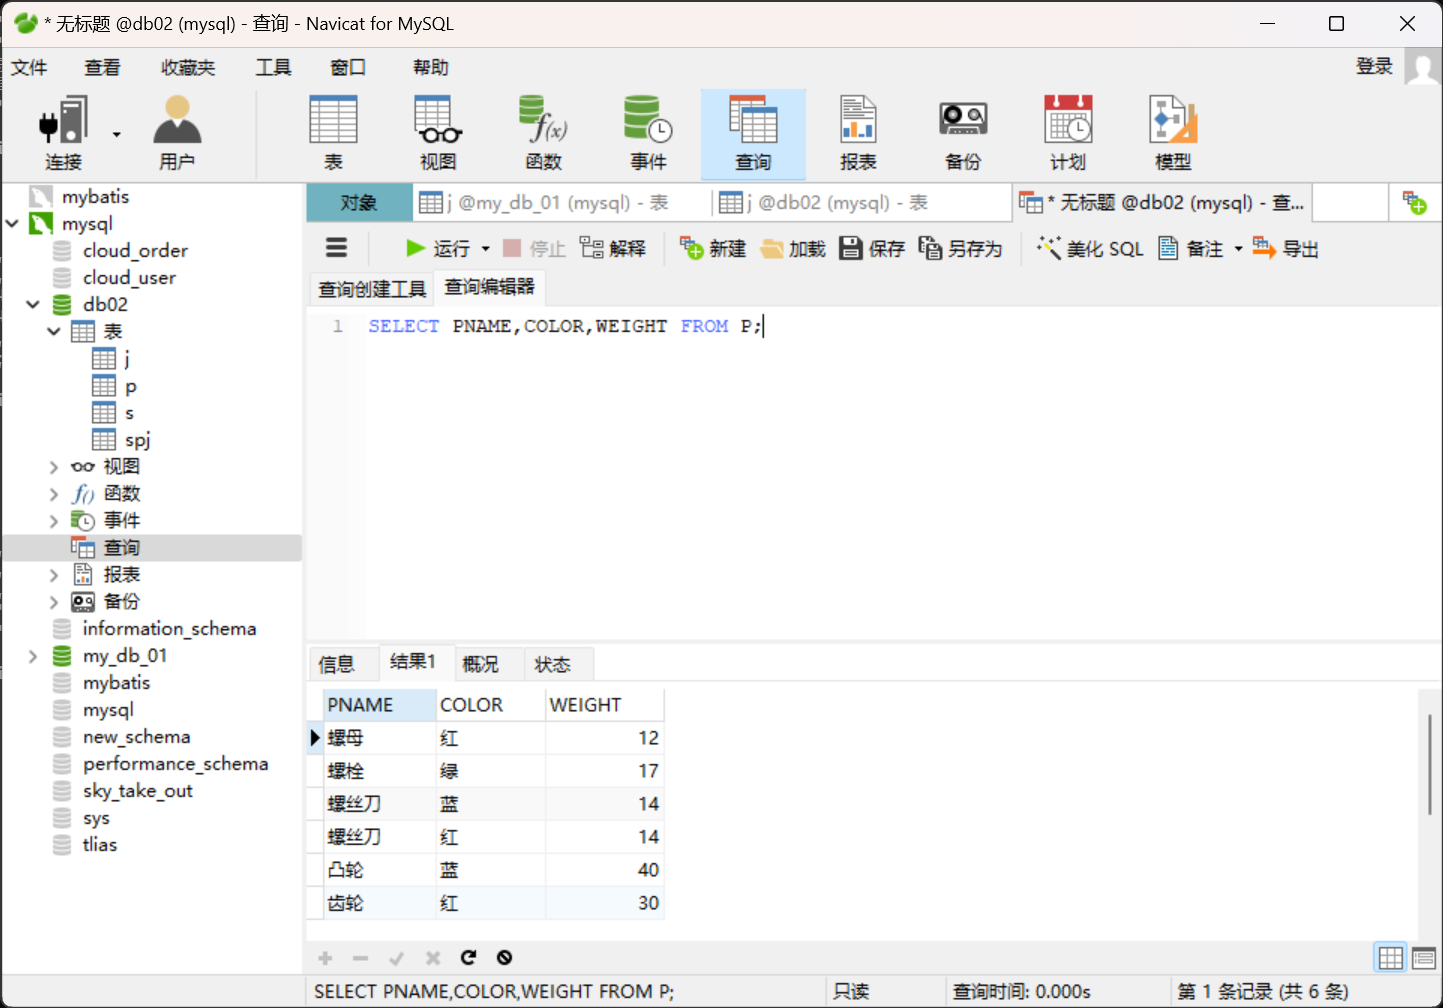 * 无标题 @db02 (mysql) - 查询 - Navicat for MySQL
文件 查看 收藏夹 工具 窗口 帮助 登录
连接 用户 表 视图 函数 事件 查询 报表 备份 计划 模型
mybatis
mysql
cloud_order
cloud_user
db02
表
j
p
s
spj
视图
函数
事件
查询
报表
备份
information_schema
my_db_01
mybatis
mysql
new_schema
performance_schema
sky_take_out
sys
tlias
对象 j @my_db_01 (mysql) - 表 j @db02 (mysql) - 表 * 无标题 @db02 (mysql) - 查...
运行 停止 解释 新建 加载 保存 另存为 美化 SQL 备注 导出
查询创建工具 查询编辑器
1 SELECT PNAME,COLOR,WEIGHT FROM P;
信息 结果1 概况 状态
PNAME COLOR WEIGHT
螺母 红 12
螺栓 绿 17
螺丝刀 蓝 14
螺丝刀 红 14
凸轮 蓝 40
齿轮 红 30
SELECT PNAME,COLOR,WEIGHT FROM P; 只读 查询时间: 0.000s 第 1 条记录 (共 6 条)